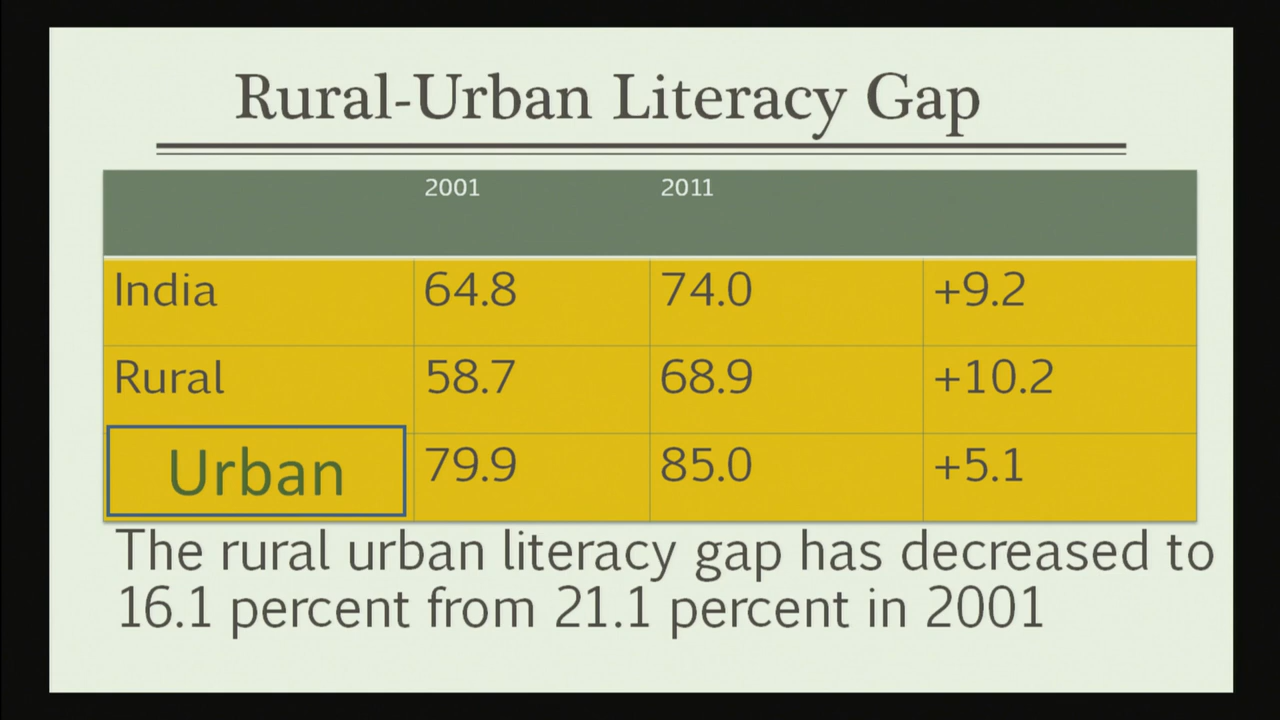 Rural-Urban Literacy Gap
2001 2011
India 64.8 74.0 +9.2
Rural 58.7 68.9 +10.2
Urban 79.9 85.0 +5.1
The rural urban literacy gap has decreased to
16.1 percent from 21.1 percent in 2001